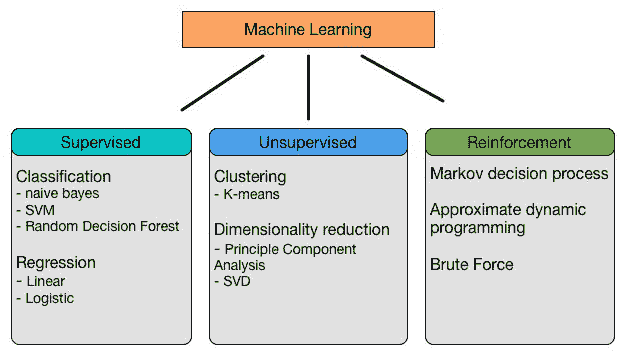 Machine Learning
Supervised
Classification
- naive bayes
- SVM
- Random Decision Forest
Regression
- Linear
- Logistic
Unsupervised
Clustering
- K-means
Dimensionality reduction
- Principle Component
Analysis
- SVD
Reinforcement
Markov decision process
Approximate dynamic
programming
Brute Force